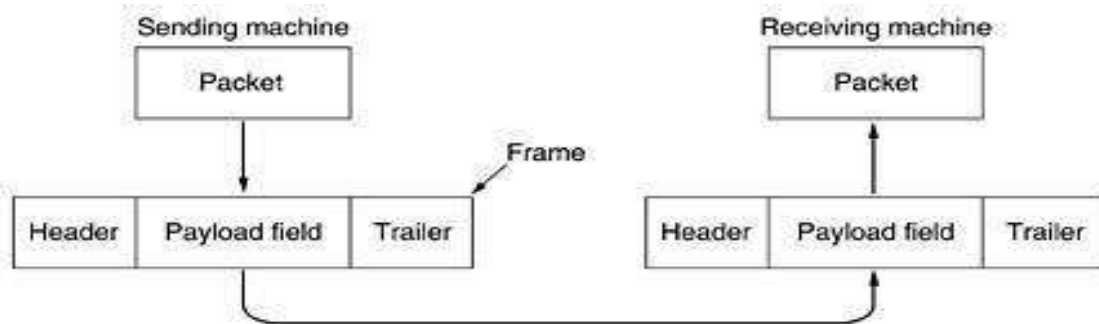 Sending machine
Receiving machine
Packet
Packet
Frame
Header Payload field Trailer
Header Payload field Trailer